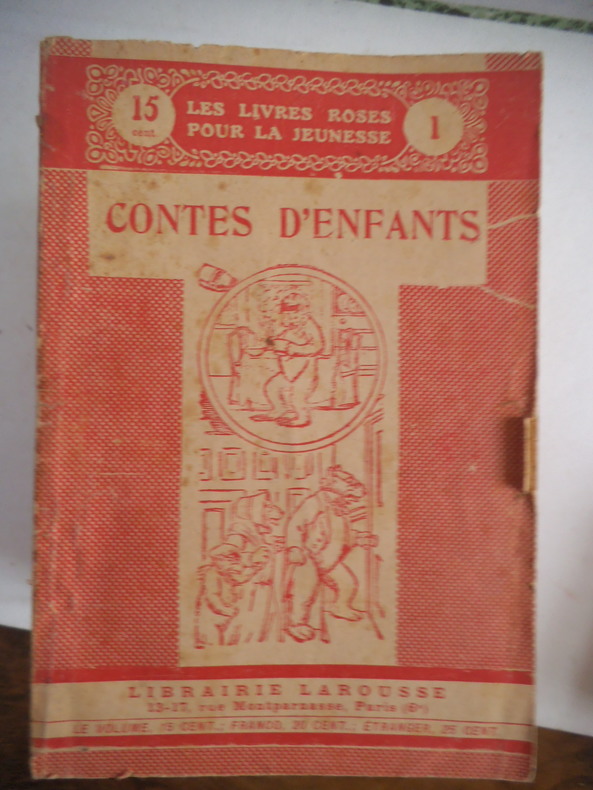 15
cent.
LES LIVRES ROSES
POUR LA JEUNESSE
1
CONTES D'ENFANTS
LIBRAIRIE LAROUSSE
13-17, rue Montparnasse, Paris (6e)
LE VOLUME, 15 CENT.; FRANCO, 20 CENT.; ÉTRANGER, 25 CENT.